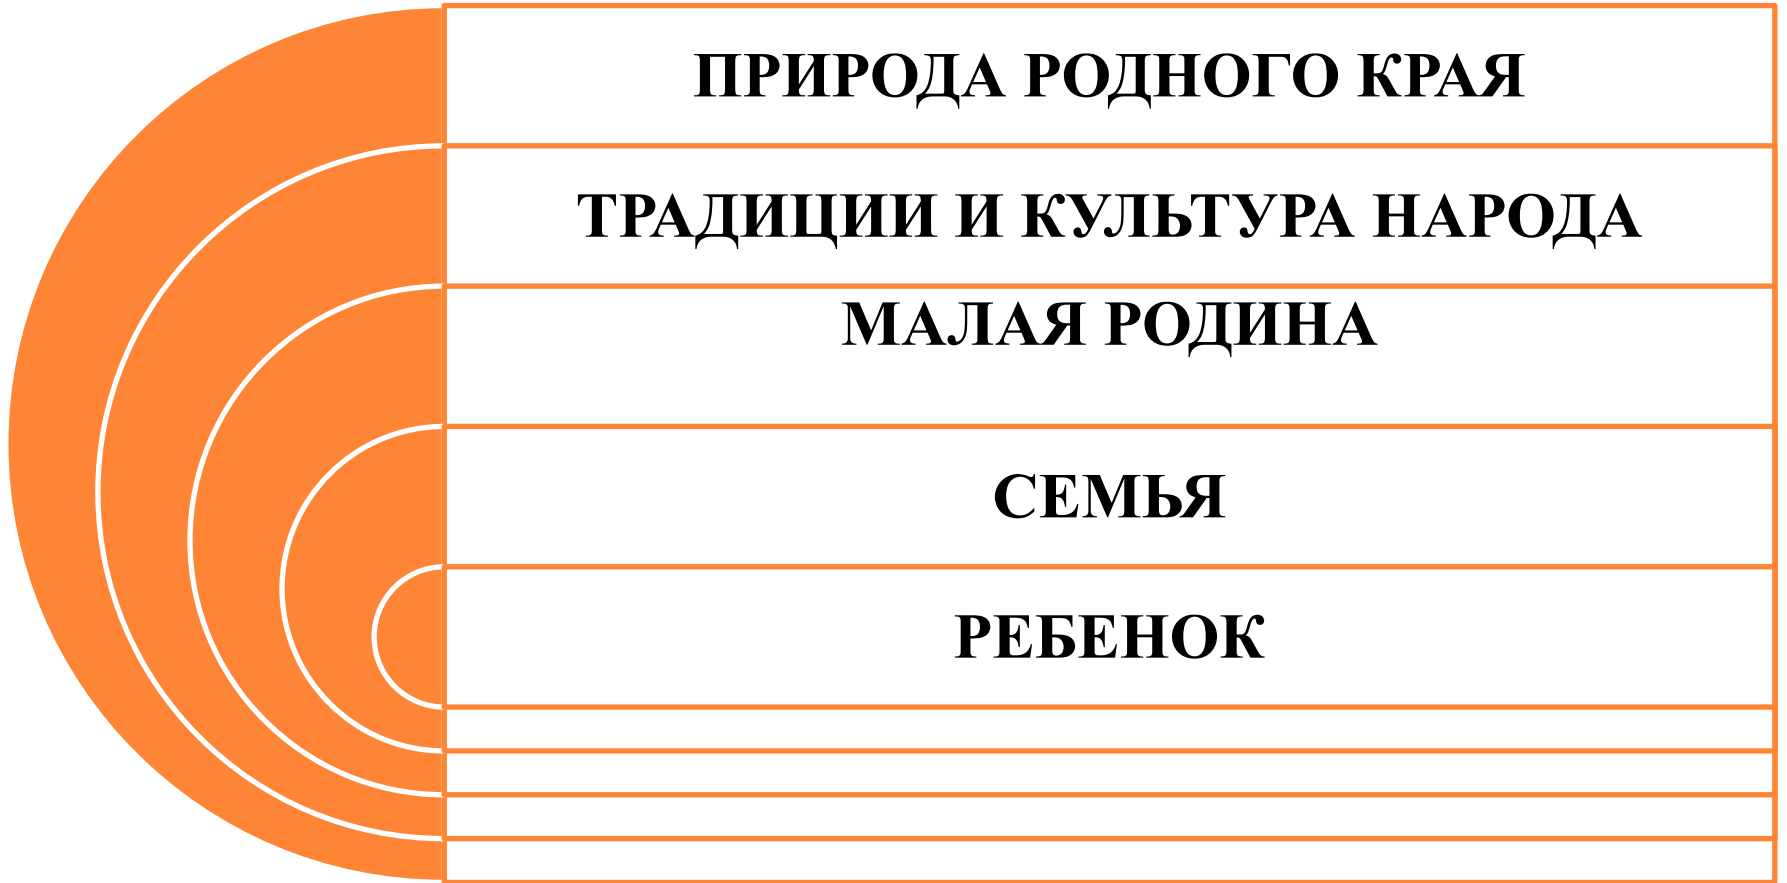 ПРИРОДА РОДНОГО КРАЯ
ТРАДИЦИИ И КУЛЬТУРА НАРОДА
МАЛАЯ РОДИНА
СЕМЬЯ
РЕБЕНОК